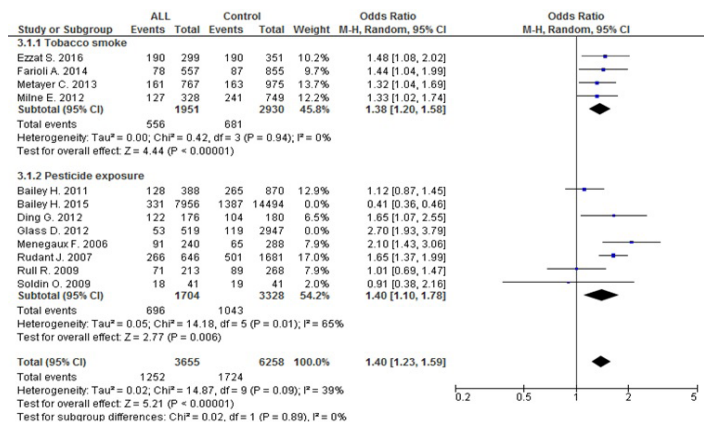 ALL Control Odds Ratio Odds Ratio
Study or Subgroup Events Total Events Total Weight M-H, Random, 95% CI M-H, Random, 95% CI
3.1.1 Tobacco smoke
Ezzat S. 2016 190 299 190 351 10.2% 1.48 [1.08, 2.02]
Farioli A. 2014 78 557 87 855 9.7% 1.44 [1.04, 1.99]
Metayer C. 2013 161 767 163 975 14.2% 1.32 [1.04, 1.69]
Milne E. 2012 127 328 241 749 11.7% 1.33 [1.02, 1.74]
Subtotal (95% CI) 1951 2930 45.8% 1.38 [1.20, 1.58]
Total events 556 681
Heterogeneity: Tau² = 0.00; Chi² = 0.42, df = 3 (P = 0.94); I² = 0%
Test for overall effect: Z = 4.44 (P < 0.00001)
3.1.2 Pesticide exposure
Bailey H. 2011 128 388 265 870 12.9% 1.12 [0.87, 1.45]
Bailey H. 2015 331 7956 1387 14494 0.0% 0.41 [0.36, 0.46]
Ding G. 2012 122 176 104 180 5.6% 1.65 [1.07, 2.55]
Glass D. 2012 53 519 119 2947 0.0% 2.70 [1.93, 3.79]
Menegaux F. 2006 91 240 65 288 7.9% 2.10 [1.43, 3.06]
Rudant J. 2007 266 646 501 1681 17.0% 1.65 [1.37, 1.99]
Rull R. 2009 71 213 89 268 7.9% 1.01 [0.69, 1.47]
Soldin O. 2009 18 41 19 41 2.9% 0.91 [0.38, 2.16]
Subtotal (95% CI) 1704 3328 54.2% 1.40 [1.10, 1.78]
Total events 696 1043
Heterogeneity: Tau² = 0.05; Chi² = 14.18, df = 5 (P = 0.01); I² = 65%
Test for overall effect: Z = 2.77 (P = 0.006)
Total (95% CI) 3655 6258 100.0% 1.40 [1.23, 1.59]
Total events 1252 1724
Heterogeneity: Tau² = 0.02; Chi² = 14.87, df = 9 (P = 0.09); I² = 39%
Test for overall effect: Z = 5.21 (P < 0.00001)
Test for subgroup differences: Chi² = 0.02, df = 1 (P = 0.89), I² = 0%
0.2 0.5 1 2 5